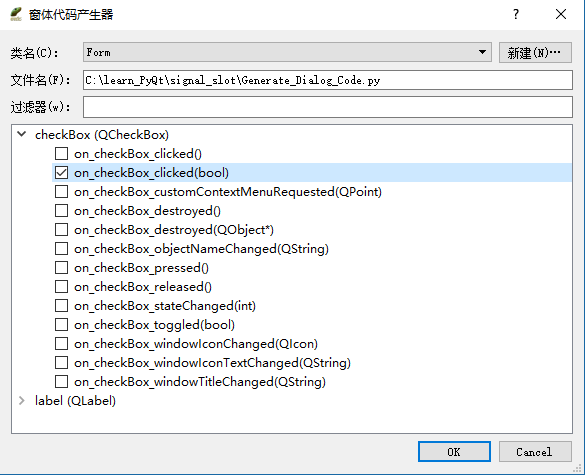 窗体代码产生器
类名(C):
Form
新建(N)...
文件名(F):
C:\learn_PyQt\signal_slot\Generate_Dialog_Code.py
过滤器(w):
checkBox (QCheckBox)
on_checkBox_clicked()
on_checkBox_clicked(bool)
on_checkBox_customContextMenuRequested(QPoint)
on_checkBox_destroyed()
on_checkBox_destroyed(QObject*)
on_checkBox_objectNameChanged(QString)
on_checkBox_pressed()
on_checkBox_released()
on_checkBox_stateChanged(int)
on_checkBox_toggled(bool)
on_checkBox_windowIconChanged(QIcon)
on_checkBox_windowIconTextChanged(QString)
on_checkBox_windowTitleChanged(QString)
label (QLabel)
OK
Cancel